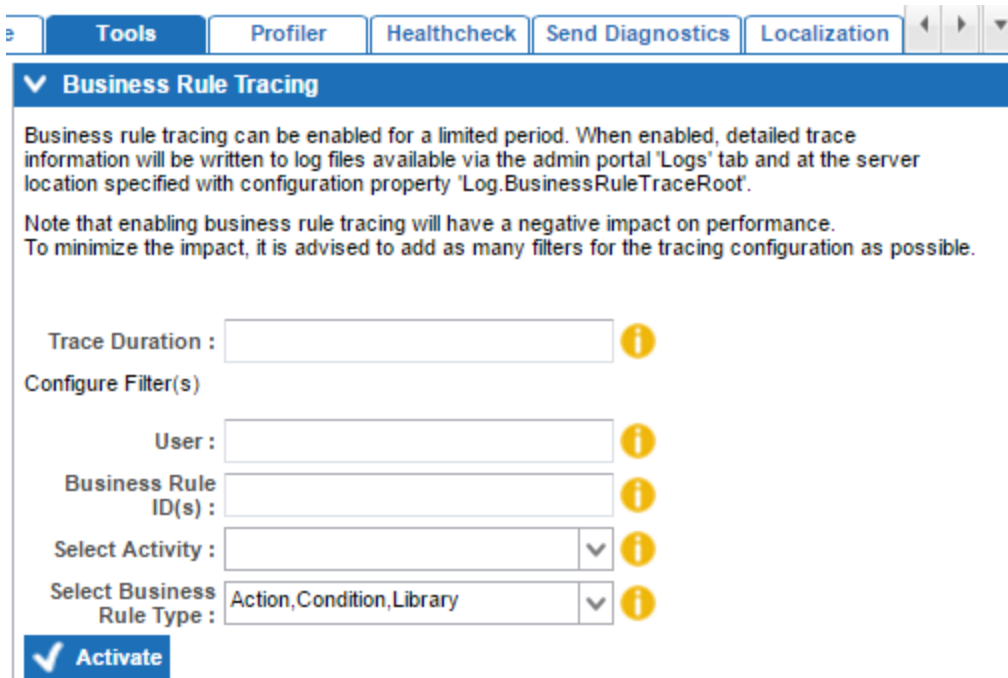 e Tools Profiler Healthcheck Send Diagnostics Localization
Business Rule Tracing
Business rule tracing can be enabled for a limited period. When enabled, detailed trace
information will be written to log files available via the admin portal 'Logs' tab and at the server
location specified with configuration property 'Log.BusinessRuleTraceRoot'.
Note that enabling business rule tracing will have a negative impact on performance.
To minimize the impact, it is advised to add as many filters for the tracing configuration as possible.
Trace Duration :
Configure Filter(s)
User :
Business Rule
ID(s) :
Select Activity :
Select Business
Rule Type : Action,Condition,Library
Activate